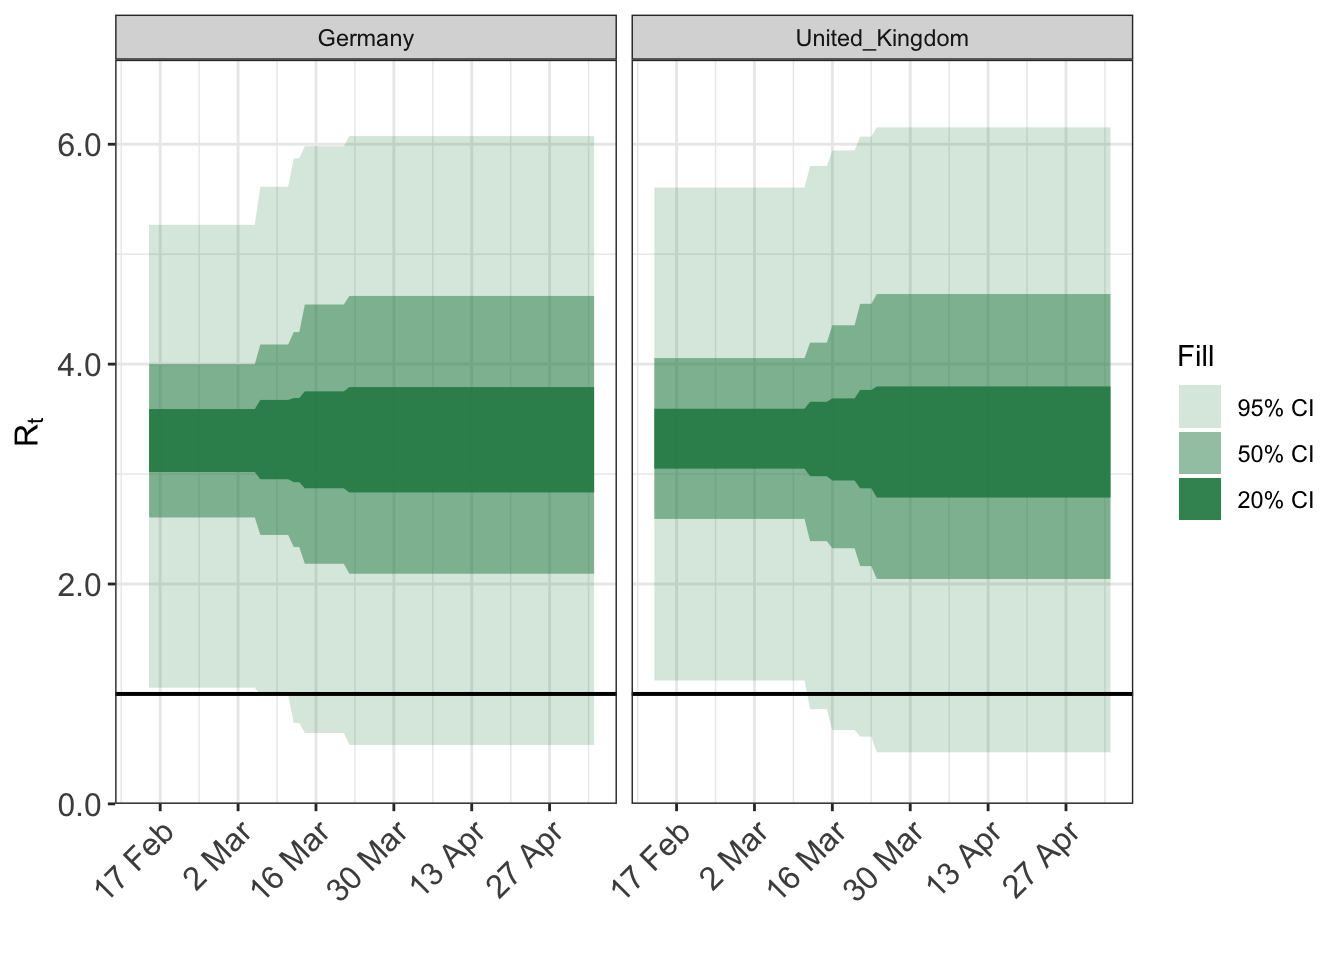 Germany
United_Kingdom
6.0
4.0
2.0
0.0
Rt
17 Feb
2 Mar
16 Mar
30 Mar
13 Apr
27 Apr
17 Feb
2 Mar
16 Mar
30 Mar
13 Apr
27 Apr
Fill
95% CI
50% CI
20% CI